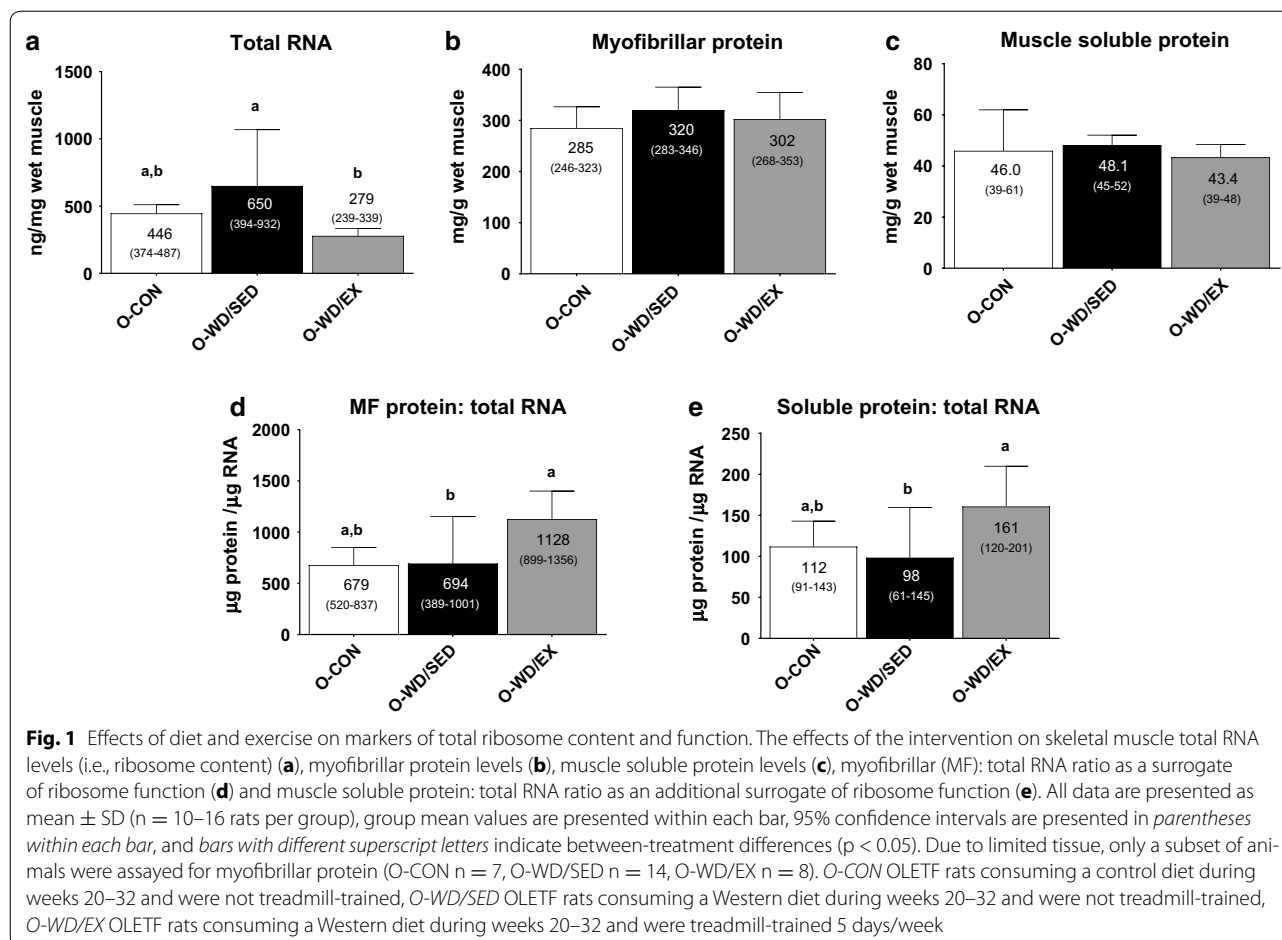 a Total RNA
ng/mg wet muscle
1500
1000
500
0
a,b
a
b
446
(374-487)
650
(394-932)
279
(239-339)
O-CON
O-WD/SED
O-WD/EX
b Myofibrillar protein
mg/g wet muscle
400
300
200
100
0
285
(246-323)
320
(283-346)
302
(268-353)
O-CON
O-WD/SED
O-WD/EX
c Muscle soluble protein
mg/g wet muscle
80
60
40
20
0
46.0
(39-61)
48.1
(45-52)
43.4
(39-48)
O-CON
O-WD/SED
O-WD/EX
d MF protein: total RNA
µg protein /µg RNA
2000
1500
1000
500
0
a,b
b
a
679
(520-837)
694
(389-1001)
1128
(899-1356)
O-CON
O-WD/SED
O-WD/EX
e Soluble protein: total RNA
µg protein /µg RNA
250
200
150
100
50
0
a,b
b
a
112
(91-143)
98
(61-145)
161
(120-201)
O-CON
O-WD/SED
O-WD/EX
Fig. 1 Effects of diet and exercise on markers of total ribosome content and function. The effects of the intervention on skeletal muscle total RNA
levels (i.e., ribosome content) (a), myofibrillar protein levels (b), muscle soluble protein levels (c), myofibrillar (MF): total RNA ratio as a surrogate
of ribosome function (d) and muscle soluble protein: total RNA ratio as an additional surrogate of ribosome function (e). All data are presented as
mean ± SD (n = 10–16 rats per group), group mean values are presented within each bar, 95% confidence intervals are presented in parentheses
within each bar, and bars with different superscript letters indicate between-treatment differences (p < 0.05). Due to limited tissue, only a subset of ani-
mals were assayed for myofibrillar protein (O-CON n = 7, O-WD/SED n = 14, O-WD/EX n = 8). O-CON OLETF rats consuming a control diet during
weeks 20–32 and were not treadmill-trained, O-WD/SED OLETF rats consuming a Western diet during weeks 20–32 and were not treadmill-trained,
O-WD/EX OLETF rats consuming a Western diet during weeks 20–32 and were treadmill-trained 5 days/week